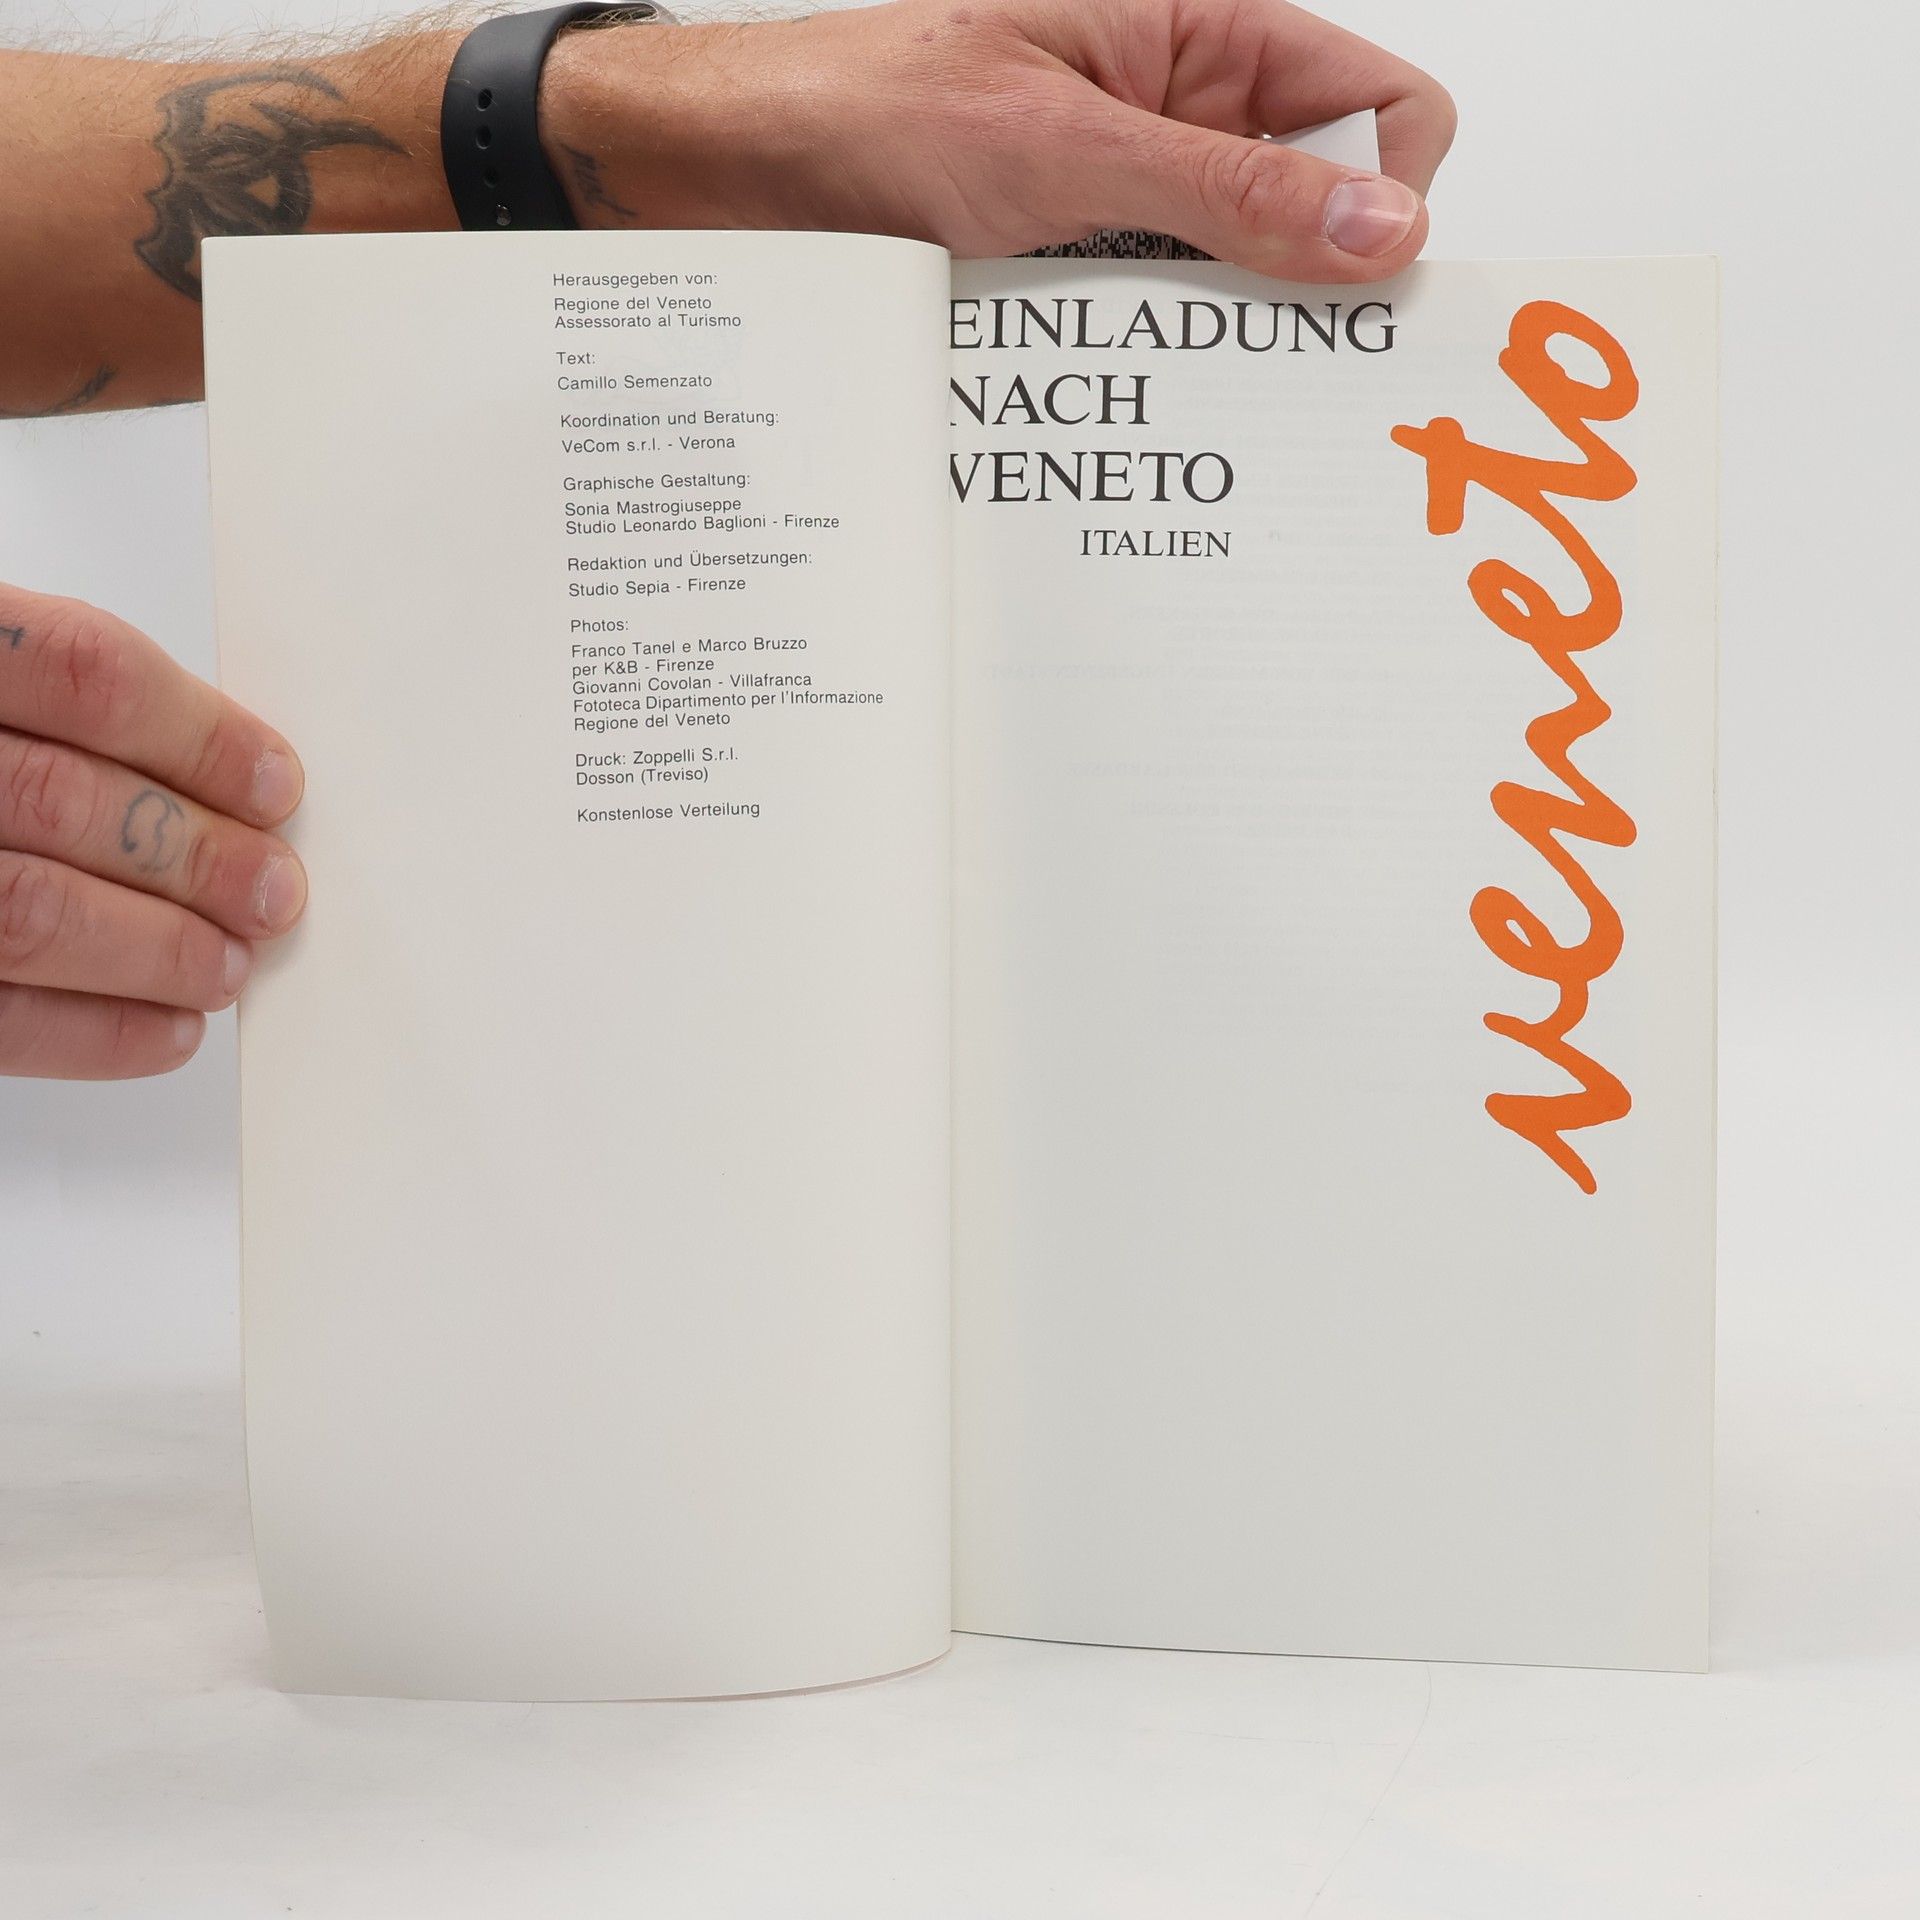 Herausgegeben von:
Regione del Veneto
Assessorato al Turismo
Text:
Camillo Semenzato
Koordination und Beratung:
VeCom s.r.l. - Verona
Graphische Gestaltung:
Sonia Mastrogiuseppe
Studio Leonardo Baglioni - Firenze
Redaktion und Übersetzungen:
Studio Sepia - Firenze
Photos:
Franco Tanel e Marco Bruzzo
per K&B - Firenze
Giovanni Covolan - Villafranca
Fototeca Dipartimento per l'Informazione
Regione del Veneto
Druck: Zoppelli S.r.l.
Dosson (Treviso)
Konstenlose Verteilung
EINLADUNG
NACH
VENETO
ITALIEN
veneto